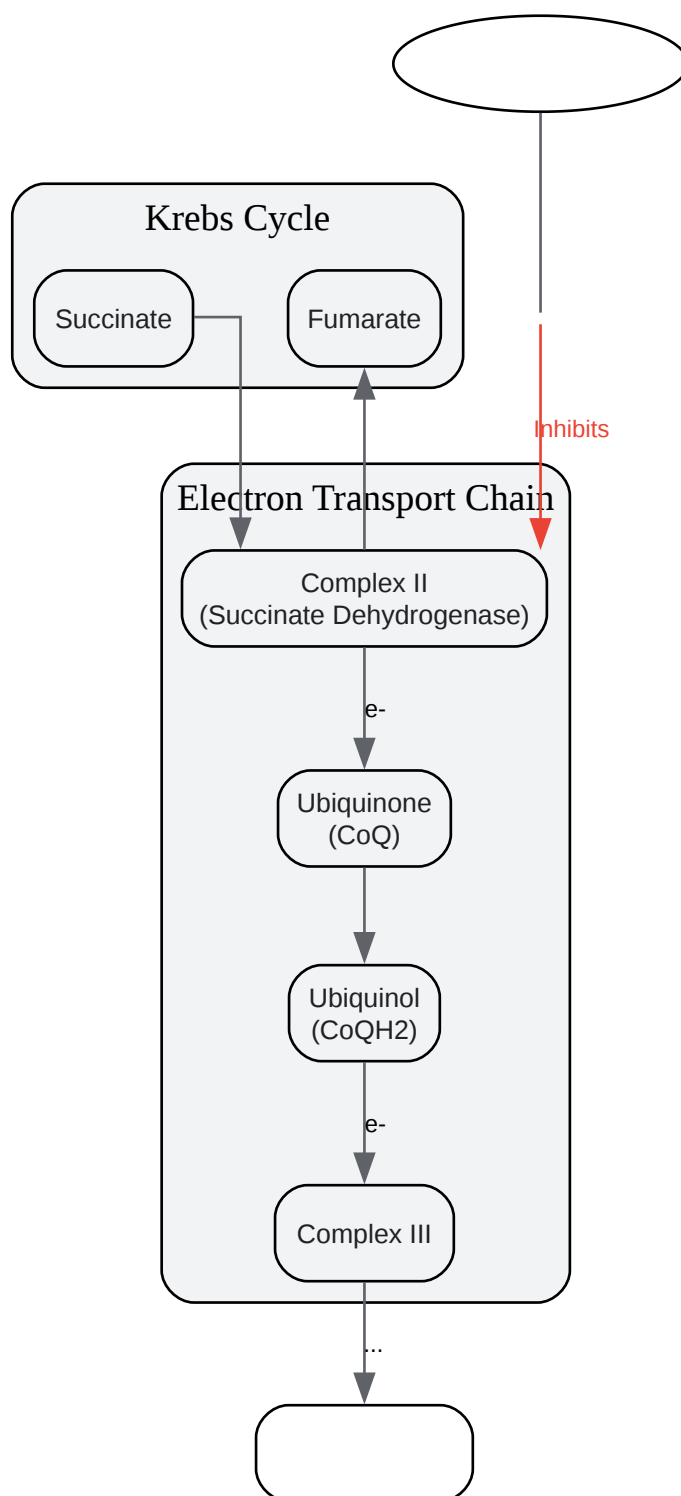 Krebs Cycle
Succinate
Fumarate
Inhibits
Electron Transport Chain
Complex II
(Succinate Dehydrogenase)
e-
Ubiquinone
(CoQ)
Ubiquinol
(CoQH2)
e-
Complex III
...